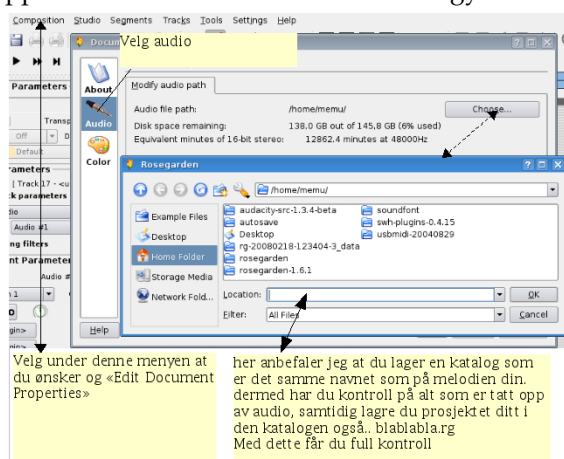 Composition Studio Segments Tracks Tools Settings Help
Velg audio
About
Modify audio path
Parameters
Audio file path: /home/memu/ Choose...
Transp
Audio
Disk space remaining: 138,0 GB out of 145,8 GB (6% used)
Off
Equivalent minutes of 16-bit stereo: 12862.4 minutes at 48000Hz
Default
Color
Rosegarden
[ Track 17 - <u
/home/memu/
Example Files
audacity-src-1.3.4-beta soundfont
autosave swh-plugins-0.4.15
Audio #1
Desktop
Desktop usbmidi-20040829
rg-20080218-123404-3_data
Home Folder
rosegarden
rosegarden-1.6.1
Storage Media
Network Fold...
Location: OK
Filter: All Files Cancel
Help
Velg under denne menyen at
du ønsker og «Edit Document
Properties»
her anbefaler jeg at du lager en katalog som
er det samme navnet som på melodien din.
dermed har du kontroll på alt som er tatt opp
av audio, samtidig lagre du prosjektet ditt i
den katalogen også.. blablabla.rg
Med dette får du full kontroll